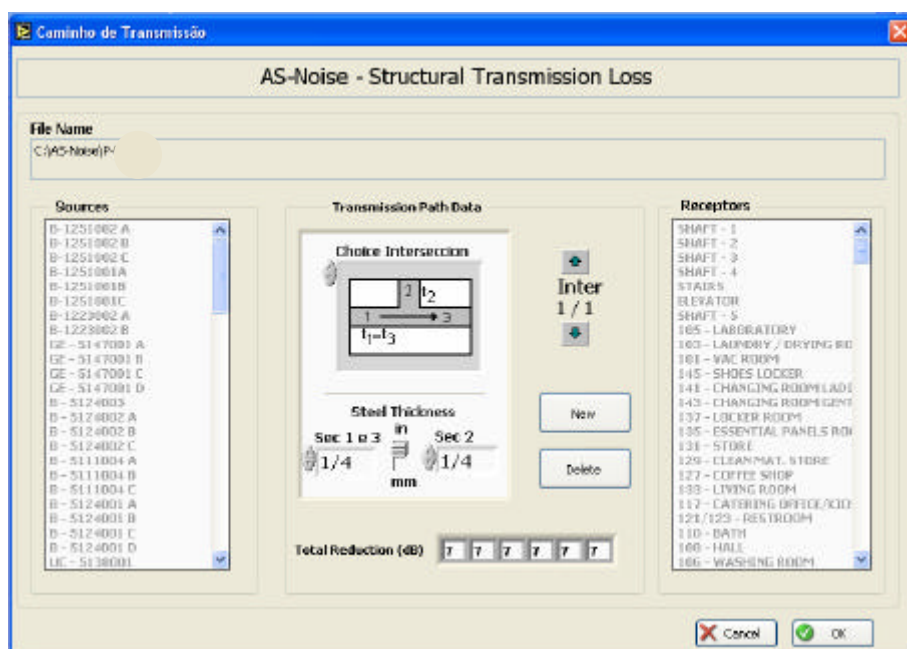 Caminho de Transmissão
AS-Noise - Structural Transmission Loss
File Name
C:\AS-Noise\P-
Sources
B-1251002 A
B-1251002 B
B-1251002 C
B-1251001A
B-1251001B
B-1251001C
B-1223002 A
B-1223002 B
GE - 5147001 A
GE - 5147001 B
GE - 5147001 C
GE - 5147001 D
B - 5124003
B - 5124002 A
B - 5124002 B
B - 5124002 C
B - 5111004 A
B - 5111004 B
B - 5111004 C
B - 5124001 A
B - 5124001 B
B - 5124001 C
B - 5124001 D
UC - 5138001
Transmission Path Data
Choice Interseccion
2 t2
1 3
t1=t3
Inter
1 / 1
Steel Thickness
in
Sec 1 e 3
Sec 2
1/4
1/4
mm
New
Delete
Total Reduction (dB) 7 7 7 7 7 7
Receptors
SHAFT - 1
SHAFT - 2
SHAFT - 3
SHAFT - 4
STAIRS
ELEVATOR
SHAFT - 5
105 - LABORATORY
103 - LAUNDRY / DRYING RO
101 - VAC ROOM
145 - SHOES LOCKER
141 - CHANGING ROOM LADI
143 - CHANGING ROOM GENT
137 - LOCKER ROOM
135 - ESSENTIAL PANELS ROO
131 - STORE
129 - CLEAN MAT. STORE
127 - COFFEE SHOP
133 - LIVING ROOM
117 - CATERING OFFICE/
121/123 - RESTROOM
110 - BATH
108 - HALL
106 - WASHING ROOM
Cancel
OK